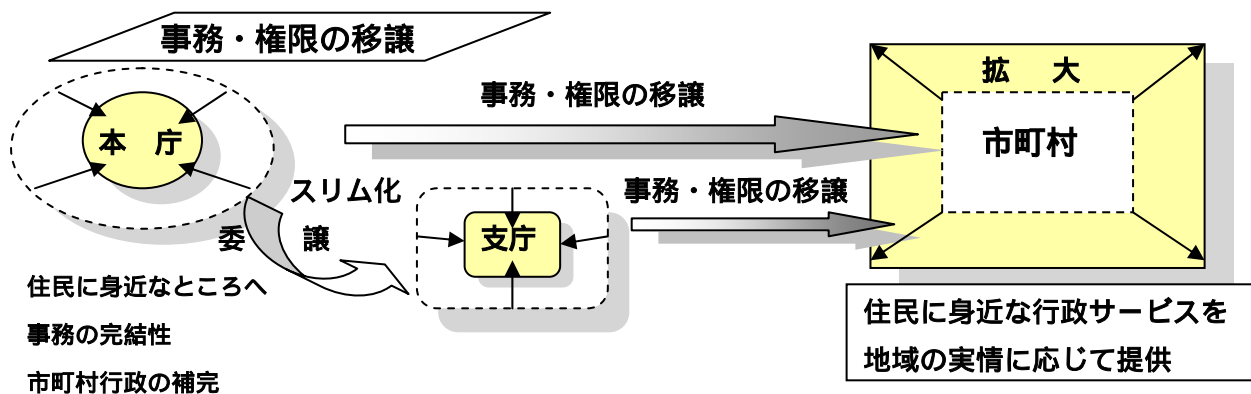 事務・権限の移譲
事務・権限の移譲
拡　大
本　庁
市町村
スリム化
事務・権限の移譲
委　譲
支庁
住民に身近なところへ
事務の完結性
市町村行政の補完
住民に身近な行政サービスを
地域の実情に応じて提供